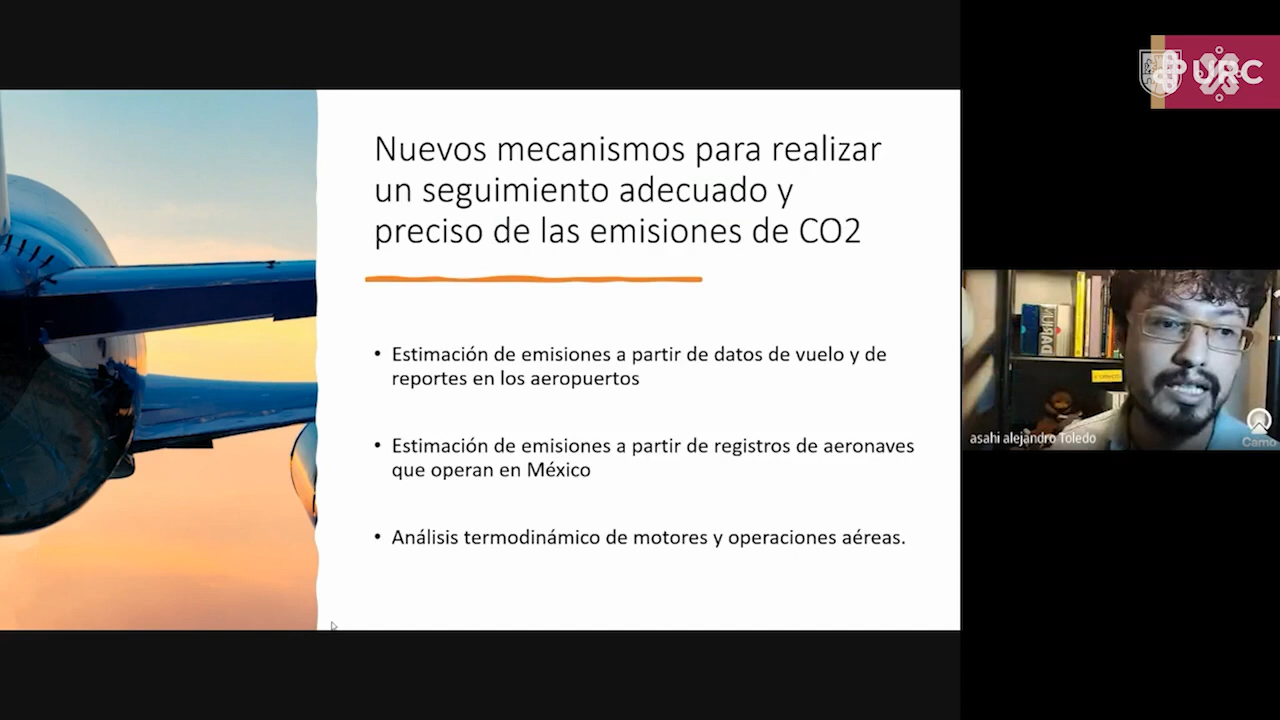 Nuevos mecanismos para realizar
un seguimiento adecuado y
preciso de las emisiones de CO2
• Estimación de emisiones a partir de datos de vuelo y de
reportes en los aeropuertos
• Estimación de emisiones a partir de registros de aeronaves
que operan en México
• Análisis termodinámico de motores y operaciones aéreas.
asahi alejandro Toledo
Camo